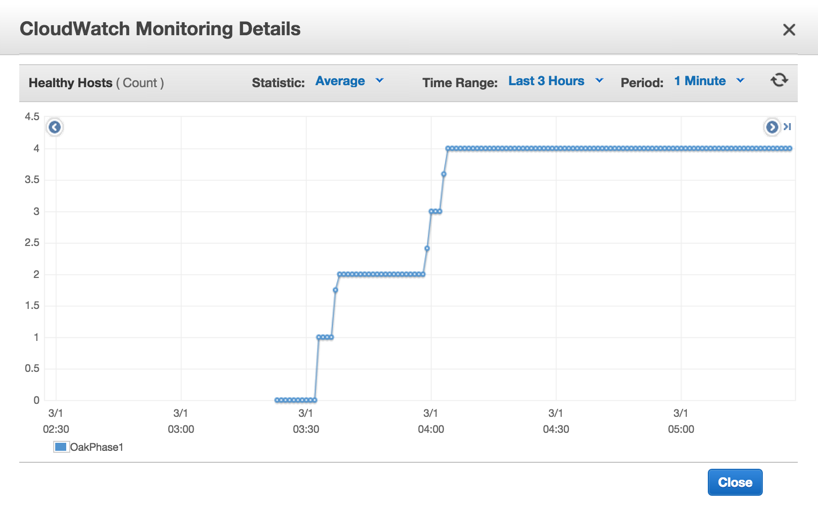 CloudWatch Monitoring Details
Healthy Hosts ( Count ) Statistic: Average Time Range: Last 3 Hours Period: 1 Minute
4.5
4
3.5
3
2.5
2
1.5
1
0.5
0
3/1 3/1 3/1 3/1 3/1 3/1
02:30 03:00 03:30 04:00 04:30 05:00
OakPhase1
Close